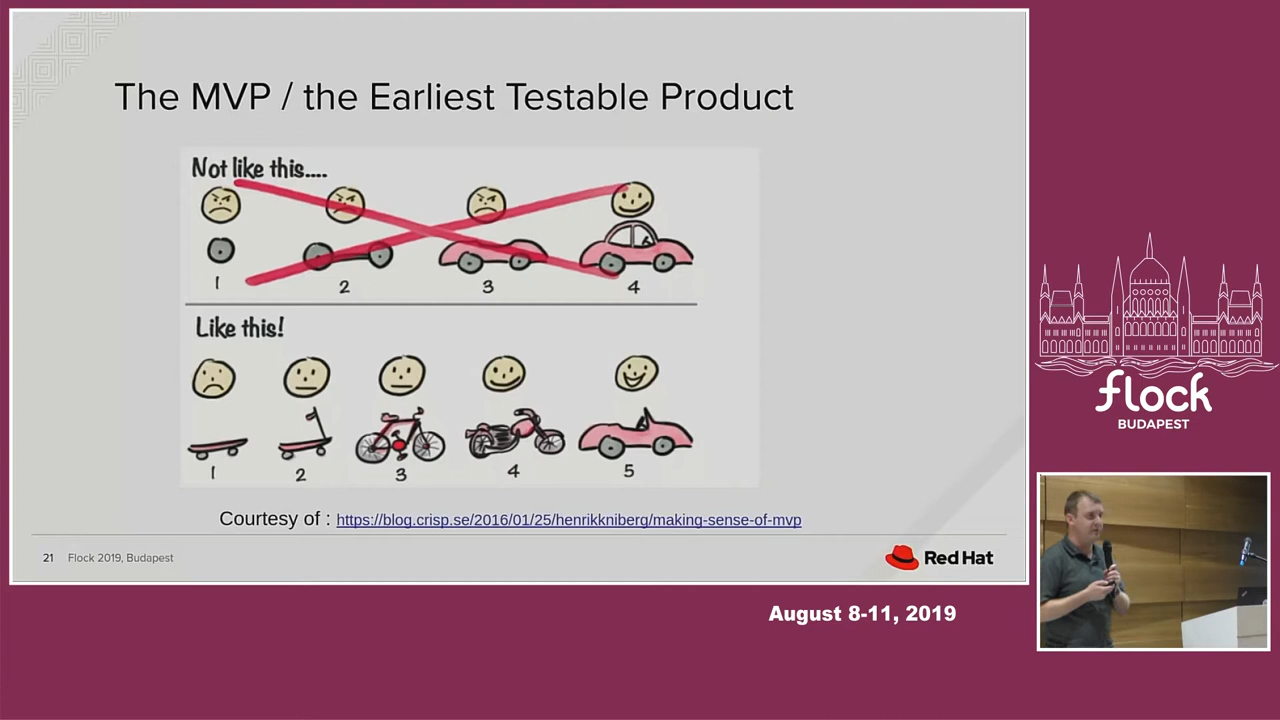 The MVP / the Earliest Testable Product
Not like this....
1 2 3 4
Like this!
1 2 3 4 5
Courtesy of : https://blog.crisp.se/2016/01/25/henrikkniberg/making-sense-of-mvp
21 Flock 2019, Budapest
Red Hat
flock
BUDAPEST
August 8-11, 2019